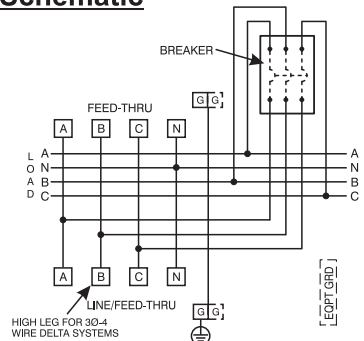 Schematic
BREAKER
G G
FEED-THRU
A B C N
L O A D
A A
N N
B B
C C
A B C N
LINE/FEED-THRU
G G
HIGH LEG FOR 3Ø-4
WIRE DELTA SYSTEMS
EQPT GRD